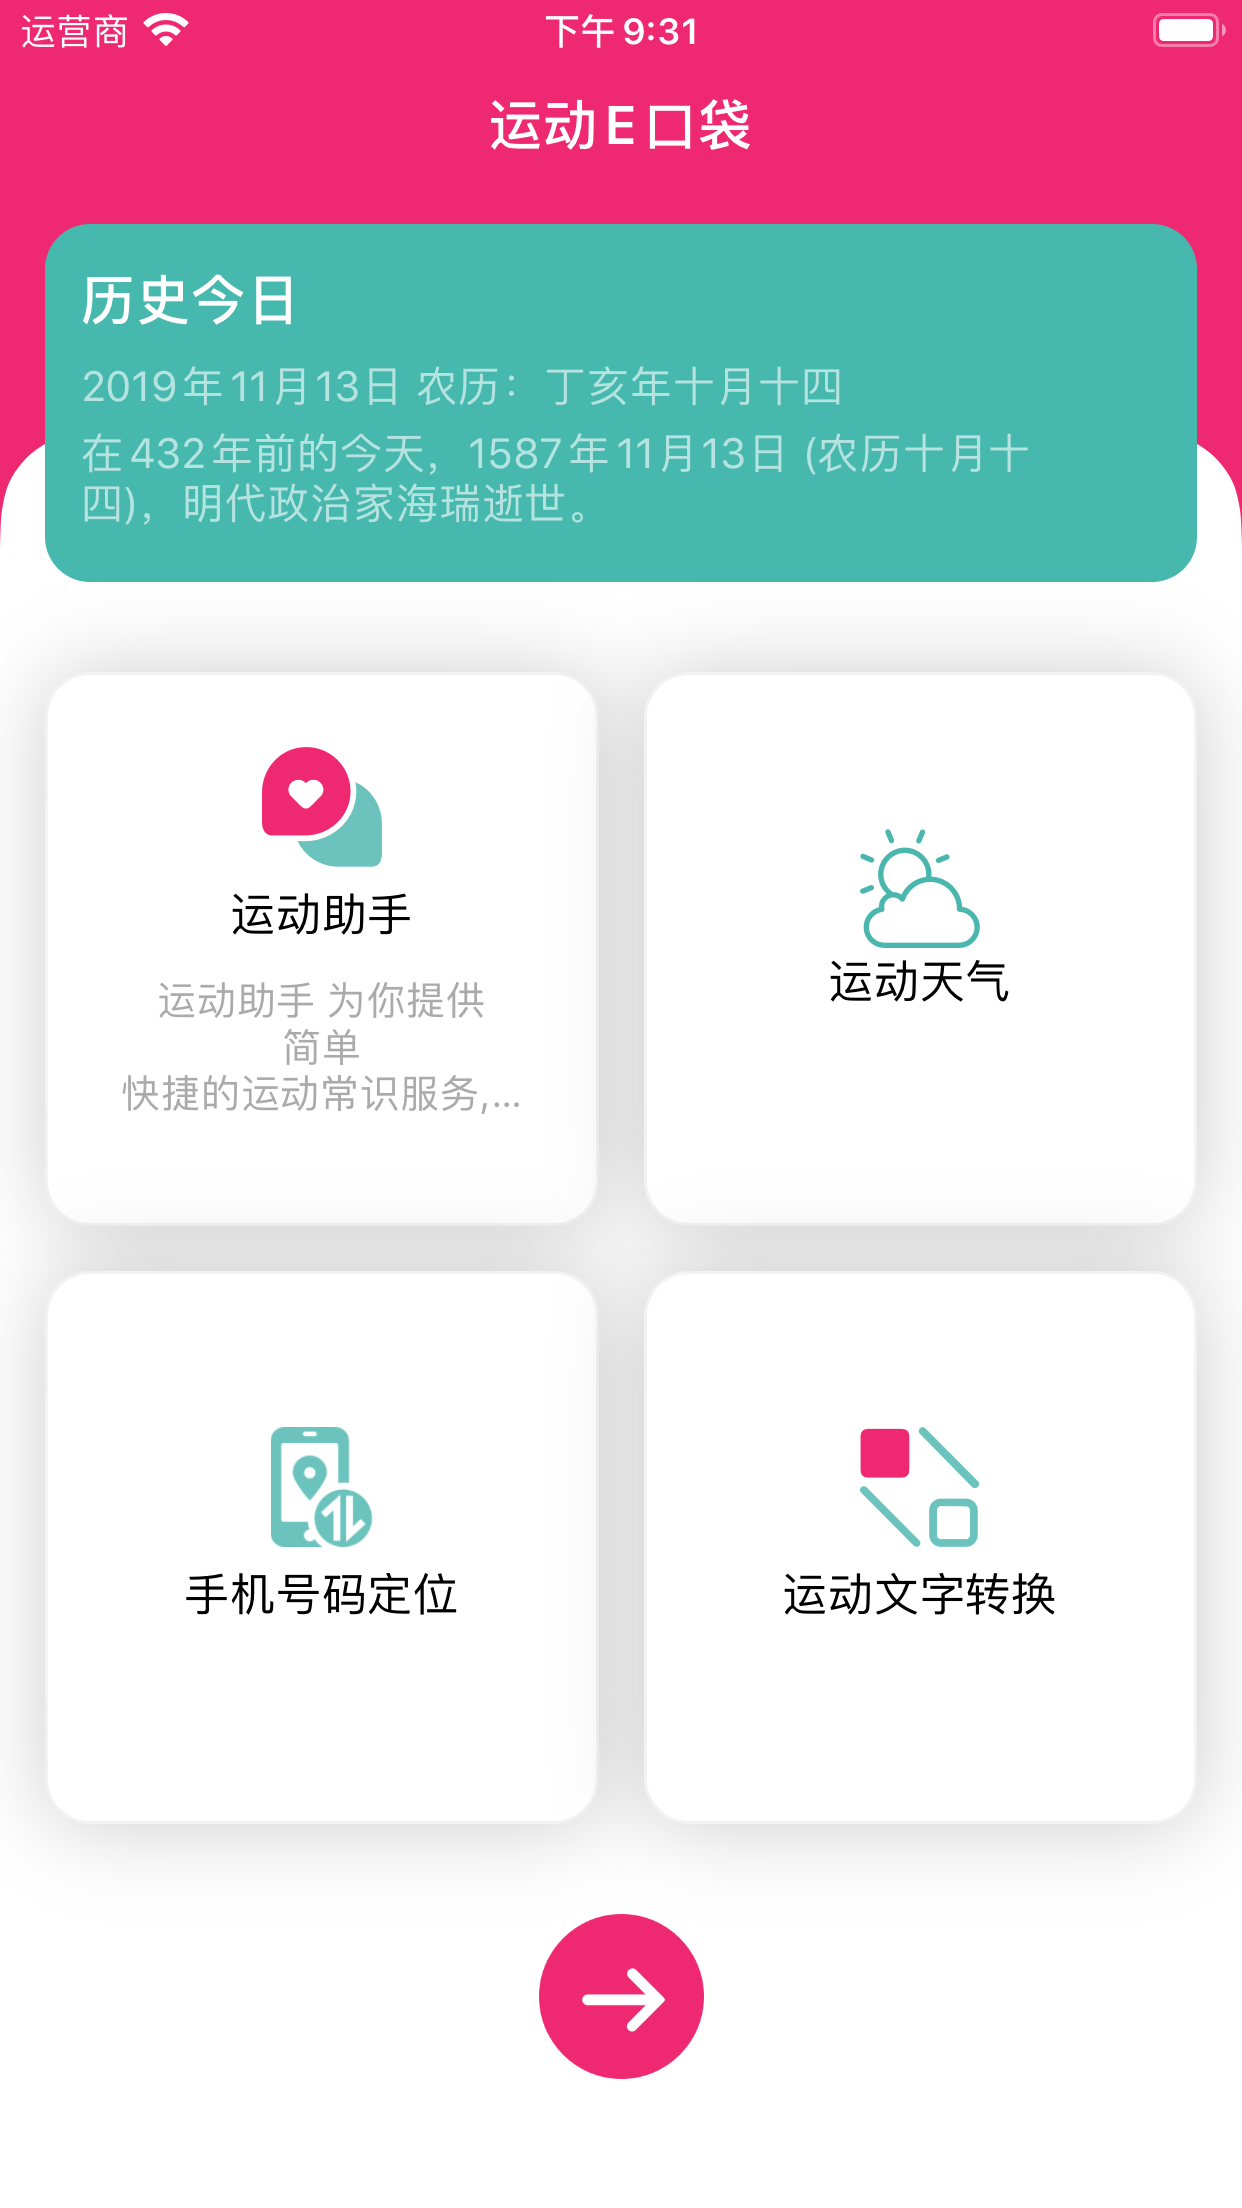 运营商 下午 9:31
运动E口袋
历史今日
2019年11月13日 农历：丁亥年十月十四
在432年前的今天，1587年11月13日 (农历十月十
四)，明代政治家海瑞逝世。
运动助手
运动助手 为你提供
简单
快捷的运动常识服务,...
运动天气
手机号码定位
运动文字转换